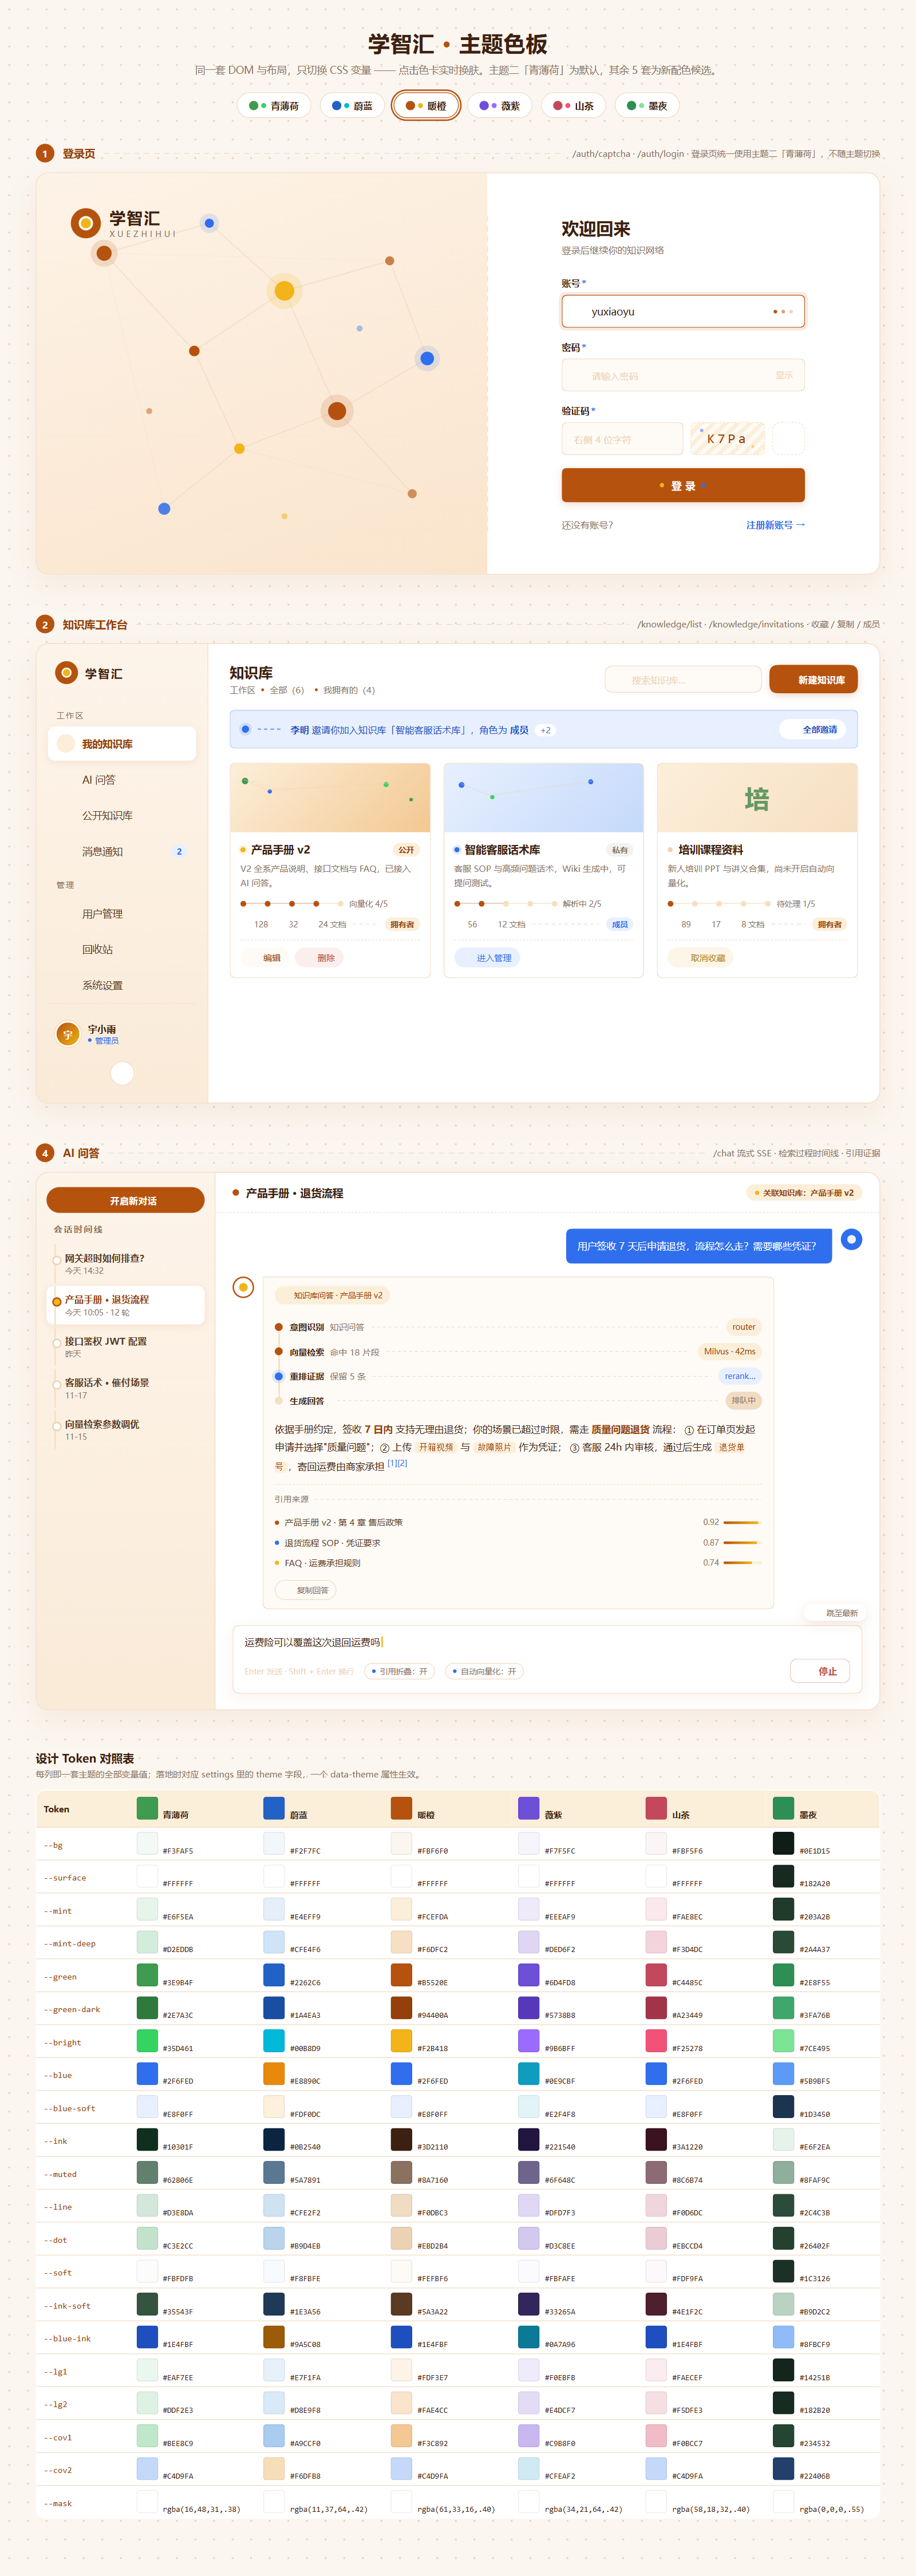 学智汇 • 主题色板
同一套 DOM 与布局，只切换 CSS 变量 —— 点击色卡实时换肤。主题二「青薄荷」为默认，其余 5 套为新配色候选。
青薄荷 蔚蓝 暖橙 薇紫 山茶 墨夜
1 登录页 /auth/captcha · /auth/login · 登录页统一使用主题二「青薄荷」，不随主题切换
学智汇
XUEZHIHUI
欢迎回来
登录后继续你的知识网络
账号*
yuxiaoyu
密码*
请输入密码 显示
验证码*
右侧 4 位字符 K7Pa
登 录
还没有账号？ 注册新账号 →
2 知识库工作台 /knowledge/list · /knowledge/invitations · 收藏 / 复制 / 成员
学智汇
工作区
我的知识库
AI 问答
公开知识库
消息通知 2
管理
用户管理
回收站
系统设置
宇 宇小雨
管理员
知识库
工作区 • 全部（6） • 我拥有的（4）
搜索知识库... 新建知识库
李明 邀请你加入知识库「智能客服话术库」，角色为 成员 +2 全部邀请
产品手册 v2 公开
V2 全系产品说明、接口文档与 FAQ，已接入
AI 问答。
向量化 4/5
128 32 24 文档 拥有者
编辑 删除
智能客服话术库 私有
客服 SOP 与高频问题话术，Wiki 生成中，可
提问测试。
解析中 2/5
56 12 文档 成员
进入管理
培
培训课程资料
新人培训 PPT 与讲义合集，尚未开启自动向
量化。
待处理 1/5
89 17 8 文档 拥有者
取消收藏
4 AI 问答 /chat 流式 SSE · 检索过程时间线 · 引用证据
开启新对话
会话时间线
网关超时如何排查？
今天 14:32
产品手册 • 退货流程
今天 10:05 · 12 轮
接口鉴权 JWT 配置
昨天
客服话术 • 催付场景
11-17
向量检索参数调优
11-15
产品手册 • 退货流程 关联知识库：产品手册 v2
用户签收 7 天后申请退货，流程怎么走？需要哪些凭证？
知识库问答 · 产品手册 v2
意图识别 知识问答 router
向量检索 命中 18 片段 Milvus · 42ms
重排证据 保留 5 条 rerank...
生成回答 排队中
依据手册约定，签收 7 日内 支持无理由退货；你的场景已超过时限，需走 质量问题退货 流程：① 在订单页发起
申请并选择"质量问题"；② 上传 开箱视频 与 故障照片 作为凭证；③ 客服 24h 内审核，通过后生成 退货单
号 ，寄回运费由商家承担 [1][2]
引用来源
产品手册 v2 · 第 4 章 售后政策 0.92
退货流程 SOP · 凭证要求 0.87
FAQ · 运费承担规则 0.74
复制回答
跳至最新
运费险可以覆盖这次退回运费吗
Enter 发送 · Shift + Enter 换行 引用折叠：开 自动向量化：开 停止
设计 Token 对照表
每列即一套主题的全部变量值；落地时对应 settings 里的 theme 字段，一个 data-theme 属性生效。
Token 青薄荷 蔚蓝 暖橙 薇紫 山茶 墨夜
--bg #F3FAF5 #F2F7FC #FBF6F0 #F7F5FC #FBF5F6 #0E1D15
--surface #FFFFFF #FFFFFF #FFFFFF #FFFFFF #FFFFFF #182A20
--mint #E6F5EA #E4EFF9 #FCEFDA #EEEAF9 #FAE8EC #203A2B
--mint-deep #D2EDDB #CFE4F6 #F6DFC2 #DED6F2 #F3D4DC #2A4A37
--green #3E9B4F #2262C6 #B5520E #6D4FD8 #C4485C #2E8F55
--green-dark #2E7A3C #1A4EA3 #94400A #5738B8 #A23449 #3FA76B
--bright #35D461 #00B8D9 #F2B418 #9B6BFF #F25278 #7CE495
--blue #2F6FED #E8890C #2F6FED #0E9CBF #2F6FED #5B9BF5
--blue-soft #E8F0FF #FDF0DC #E8F0FF #E2F4F8 #E8F0FF #1D3450
--ink #10301F #0B2540 #3D2110 #221540 #3A1220 #E6F2EA
--muted #62806E #5A7891 #8A7160 #6F648C #8C6B74 #8FAF9C
--line #D3E8DA #CFE2F2 #F0DBC3 #DFD7F3 #F0D6DC #2C4C3B
--dot #C3E2CC #B9D4EB #EBD2B4 #D3C8EE #EBCCD4 #26402F
--soft #FBFDFB #F8FBFE #FEFBF6 #FBFAFE #FDF9FA #1C3126
--ink-soft #35543F #1E3A56 #5A3A22 #33265A #4E1F2C #B9D2C2
--blue-ink #1E4FBF #9A5C08 #1E4FBF #0A7A96 #1E4FBF #8FBCF9
--lg1 #EAF7EE #E7F1FA #FDF3E7 #F0EBFB #FAECEF #14251B
--lg2 #DDF2E3 #D8E9F8 #FAE4CC #E4DCF7 #F5DFE3 #182B20
--cov1 #BEE8C9 #A9CCF0 #F3C892 #C9B8F0 #F0BCC7 #234532
--cov2 #C4D9FA #F6DFB8 #C4D9FA #CFEAF2 #C4D9FA #22406B
--mask rgba(16,48,31,.38) rgba(11,37,64,.42) rgba(61,33,16,.40) rgba(34,21,64,.42) rgba(58,18,32,.40) rgba(0,0,0,.55)